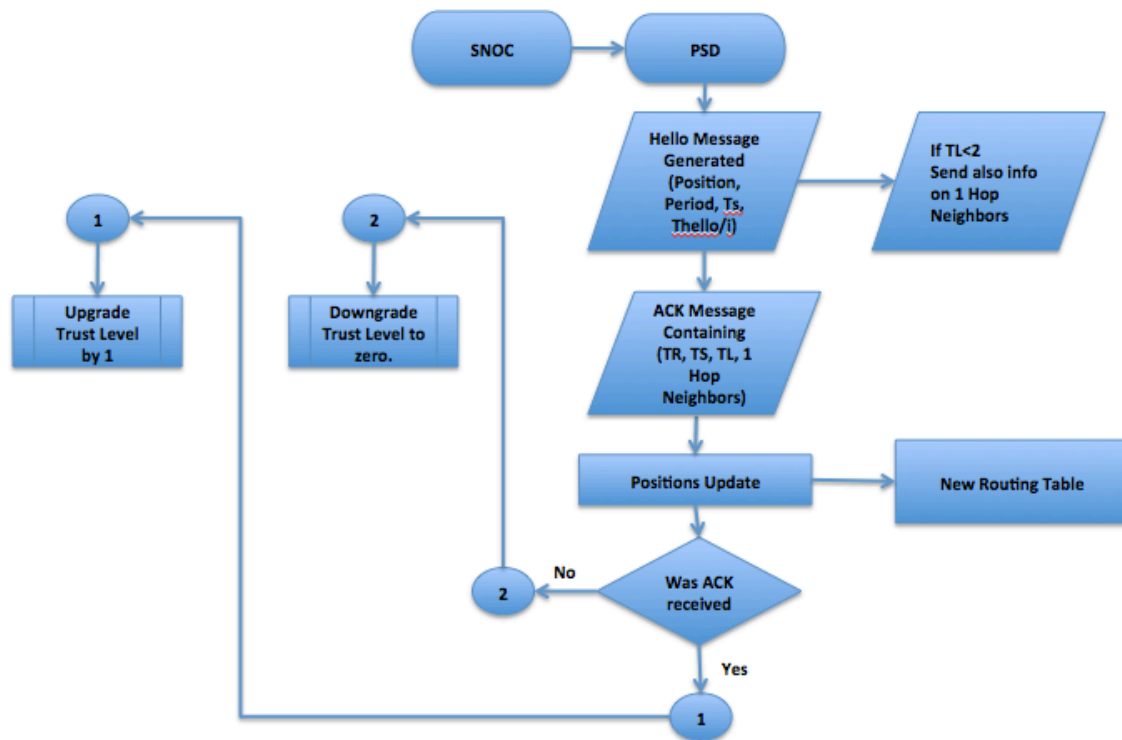 SNOC
PSD
Hello Message
Generated
(Position,
Period, Ts,
Thello/i)
If TL<2
Send also info
on 1 Hop
Neighbors
1
2
Upgrade
Trust Level
by 1
Downgrade
Trust Level to
zero.
ACK Message
Containing
(TR, TS, TL, 1
Hop
Neighbors)
Positions Update
New Routing Table
No
2
Was ACK
received
Yes
1